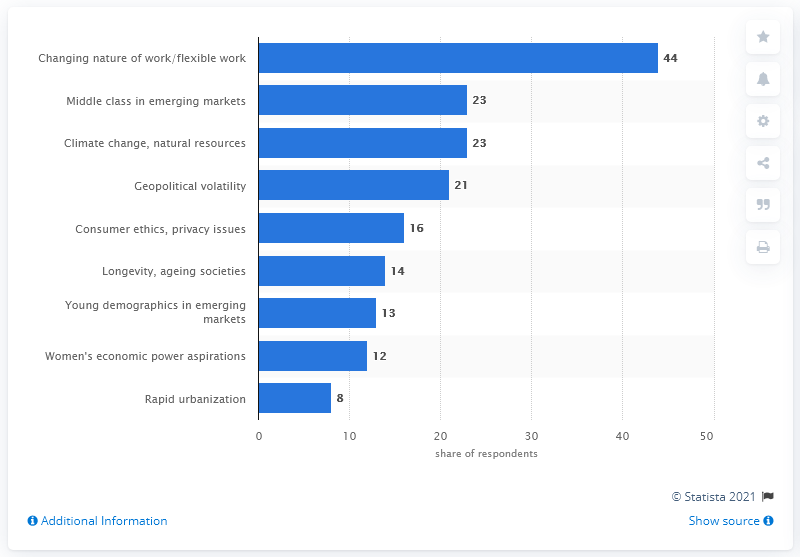 Changing nature of work/flexible work 44
Middle class in emerging markets 23
Climate change, natural resources 23
Geopolitical volatility 21
Consumer ethics, privacy issues 16
Longevity, ageing societies 14
Young demographics in emerging
markets 13
Women's economic power aspirations 12
Rapid urbanization 8
0 10 20 30 40 50
share of respondents
© Statista 2021
Additional Information Show source